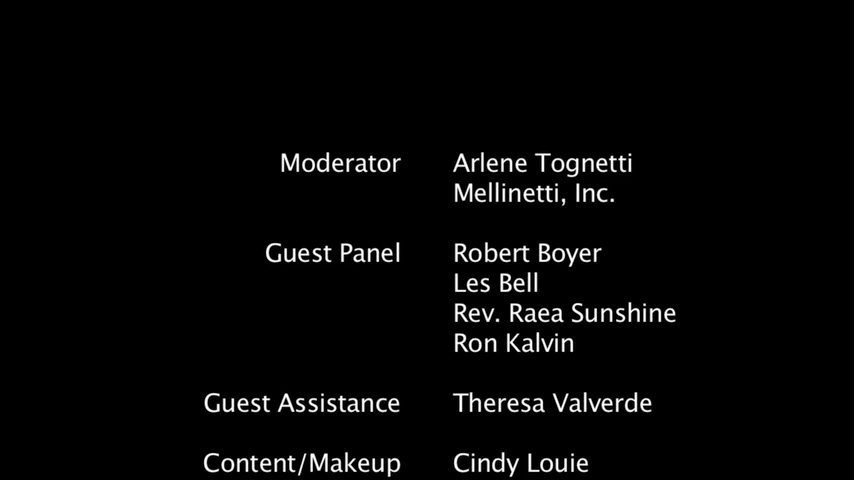 Moderator Arlene Tognetti
Mellinetti, Inc.
Guest Panel Robert Boyer
Les Bell
Rev. Raea Sunshine
Ron Kalvin
Guest Assistance Theresa Valverde
Content/Makeup Cindy Louie